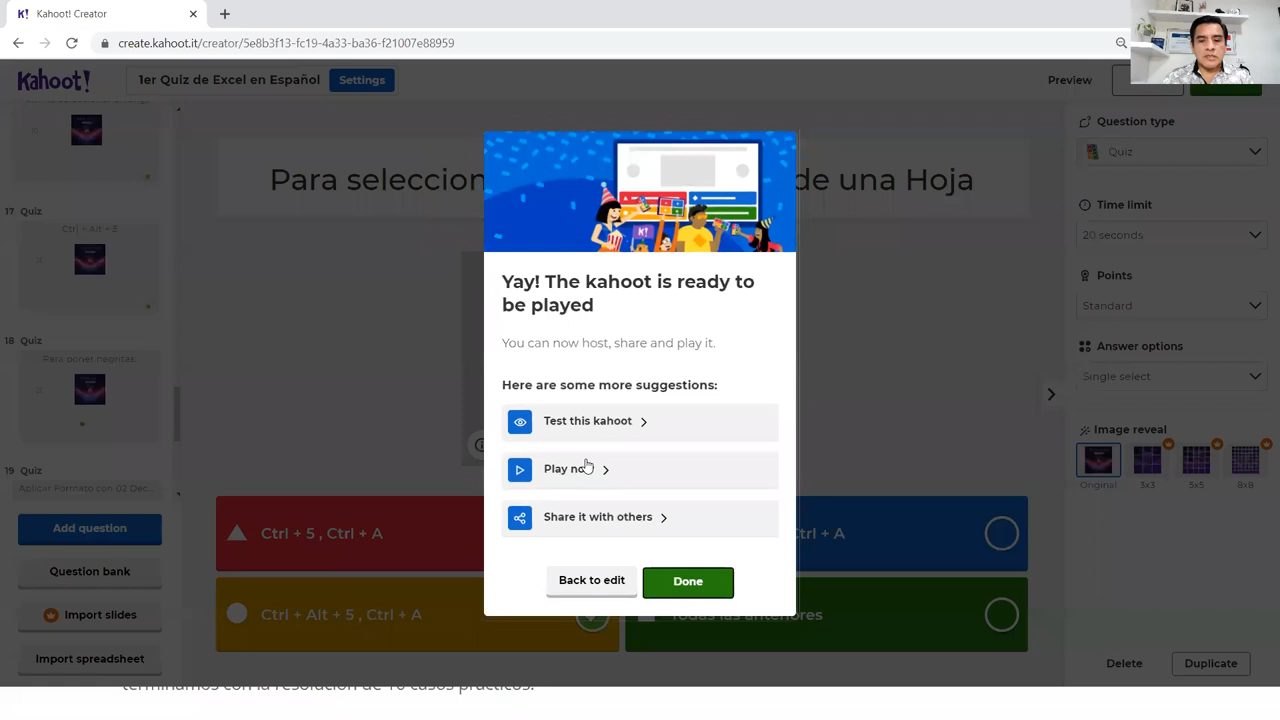 K! Kahoot! Creator
create.kahoot.it/creator/5e8b3f13-fc19-4a33-ba36-f21007e88959
Kahoot!
1er Quiz de Excel en Español
Settings
Preview
17 Quiz
Ctrl + Alt + 5
18 Quiz
Para poner negritas
19 Quiz
Aplicar Formato con 02 Dec...
Add question
Question bank
Import slides
Import spreadsheet
Para seleccion
de una Hoja
Yay! The kahoot is ready to
be played
You can now host, share and play it.
Here are some more suggestions:
Test this kahoot
Play no
Share it with others
Back to edit
Done
Ctrl + 5 , Ctrl + A
rl + A
Ctrl + Alt + 5 , Ctrl + A
Todas las anteriores
Question type
Quiz
Time limit
20 seconds
Points
Standard
Answer options
Single select
Image reveal
Original
3x3
5x5
8x8
Delete
Duplicate
terminamos con la resolución de 10 casos prácticos.